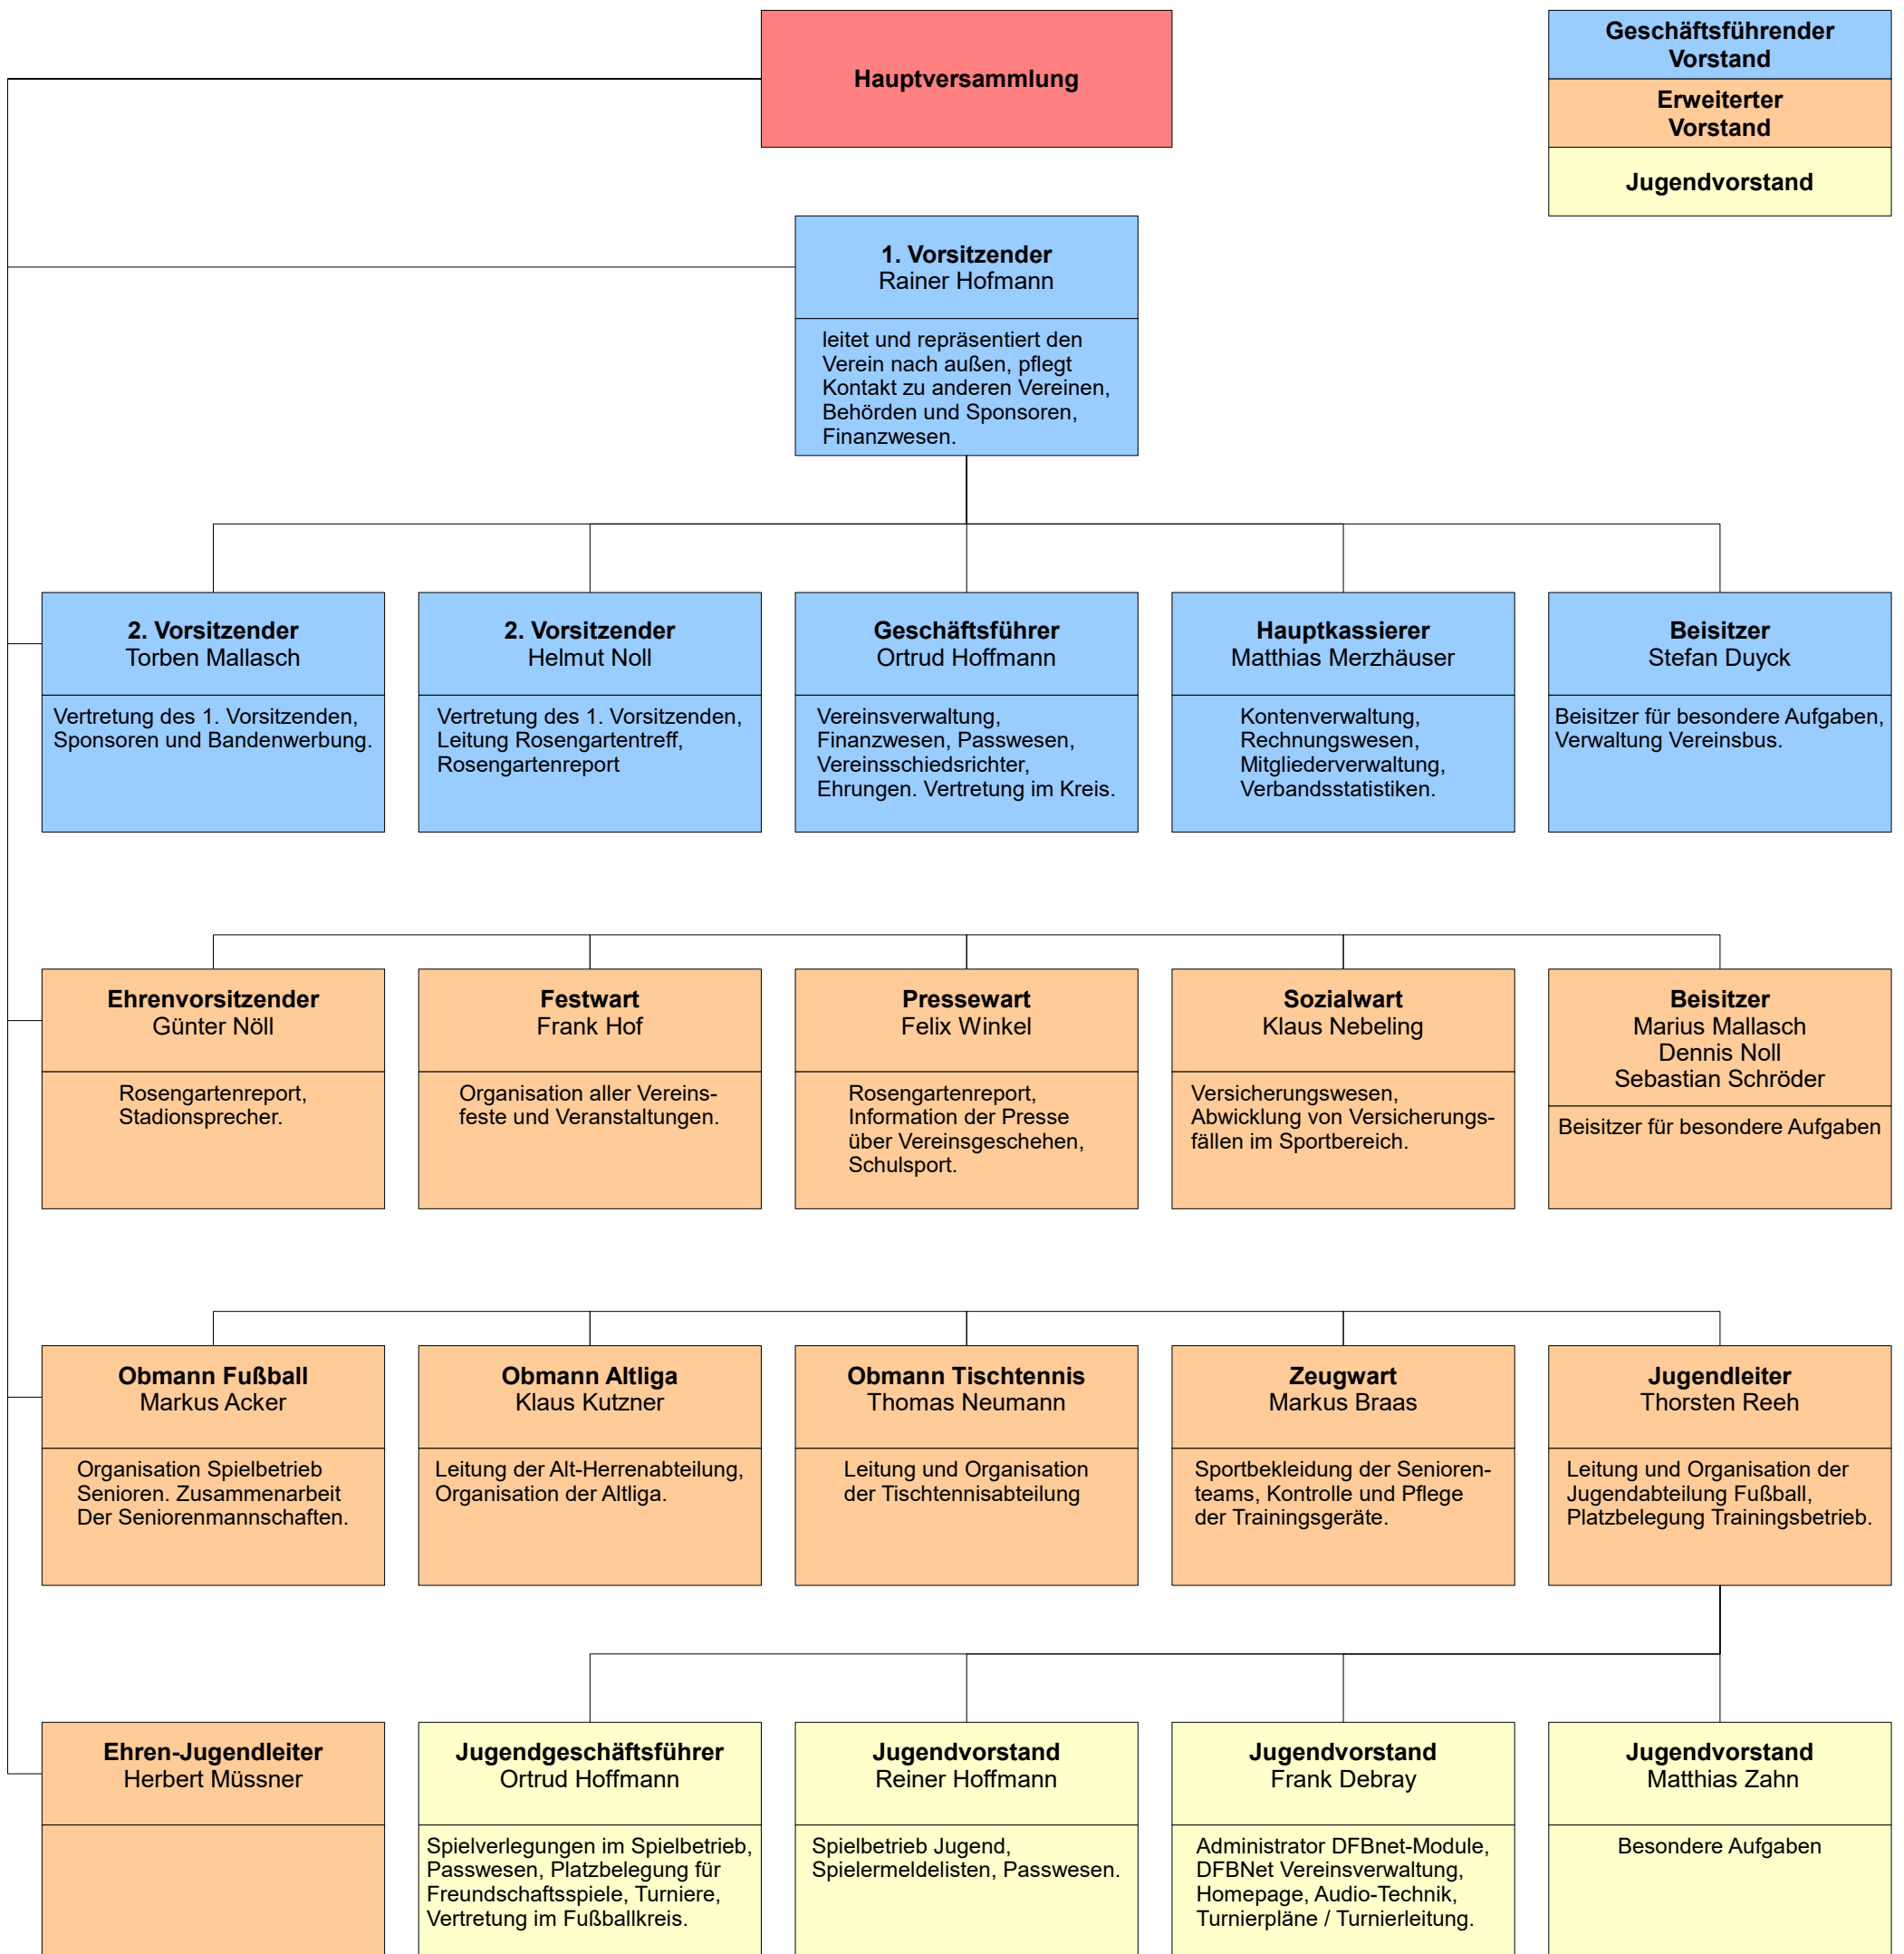 Hauptversammlung
Geschäftsführender
Vorstand
Erweiterter
Vorstand
Jugendvorstand
1. Vorsitzender
Rainer Hofmann
leitet und repräsentiert den
Verein nach außen, pflegt
Kontakt zu anderen Vereinen,
Behörden und Sponsoren,
Finanzwesen.
2. Vorsitzender
Torben Mallasch
Vertretung des 1. Vorsitzenden,
Sponsoren und Bandenwerbung.
2. Vorsitzender
Helmut Noll
Vertretung des 1. Vorsitzenden,
Leitung Rosengartentreff,
Rosengartenreport
Geschäftsführer
Ortrud Hoffmann
Vereinsverwaltung,
Finanzwesen, Passwesen,
Vereinsschiedsrichter,
Ehrungen. Vertretung im Kreis.
Hauptkassierer
Matthias Merzhäuser
Kontenverwaltung,
Rechnungswesen,
Mitgliederverwaltung,
Verbandsstatistiken.
Beisitzer
Stefan Duyck
Beisitzer für besondere Aufgaben,
Verwaltung Vereinsbus.
Ehrenvorsitzender
Günter Nöll
Rosengartenreport,
Stadionsprecher.
Festwart
Frank Hof
Organisation aller Vereins-
feste und Veranstaltungen.
Pressewart
Felix Winkel
Rosengartenreport,
Information der Presse
über Vereinsgeschehen,
Schulsport.
Sozialwart
Klaus Nebeling
Versicherungswesen,
Abwicklung von Versicherungs-
fällen im Sportbereich.
Beisitzer
Marius Mallasch
Dennis Noll
Sebastian Schröder
Beisitzer für besondere Aufgaben
Obmann Fußball
Markus Acker
Organisation Spielbetrieb
Senioren. Zusammenarbeit
Der Seniorenmannschaften.
Obmann Altliga
Klaus Kutzner
Leitung der Alt-Herrenabteilung,
Organisation der Altliga.
Obmann Tischtennis
Thomas Neumann
Leitung und Organisation
der Tischtennisabteilung
Zeugwart
Markus Braas
Sportbekleidung der Senioren-
teams, Kontrolle und Pflege
der Trainingsgeräte.
Jugendleiter
Thorsten Reeh
Leitung und Organisation der
Jugendabteilung Fußball,
Platzbelegung Trainingsbetrieb.
Ehren-Jugendleiter
Herbert Müssner
Jugendgeschäftsführer
Ortrud Hoffmann
Spielverlegungen im Spielbetrieb,
Passwesen, Platzbelegung für
Freundschaftsspiele, Turniere,
Vertretung im Fußballkreis.
Jugendvorstand
Reiner Hoffmann
Spielbetrieb Jugend,
Spielermeldelisten, Passwesen.
Jugendvorstand
Frank Debray
Administrator DFBnet-Module,
DFBNet Vereinsverwaltung,
Homepage, Audio-Technik,
Turnierpläne / Turnierleitung.
Jugendvorstand
Matthias Zahn
Besondere Aufgaben